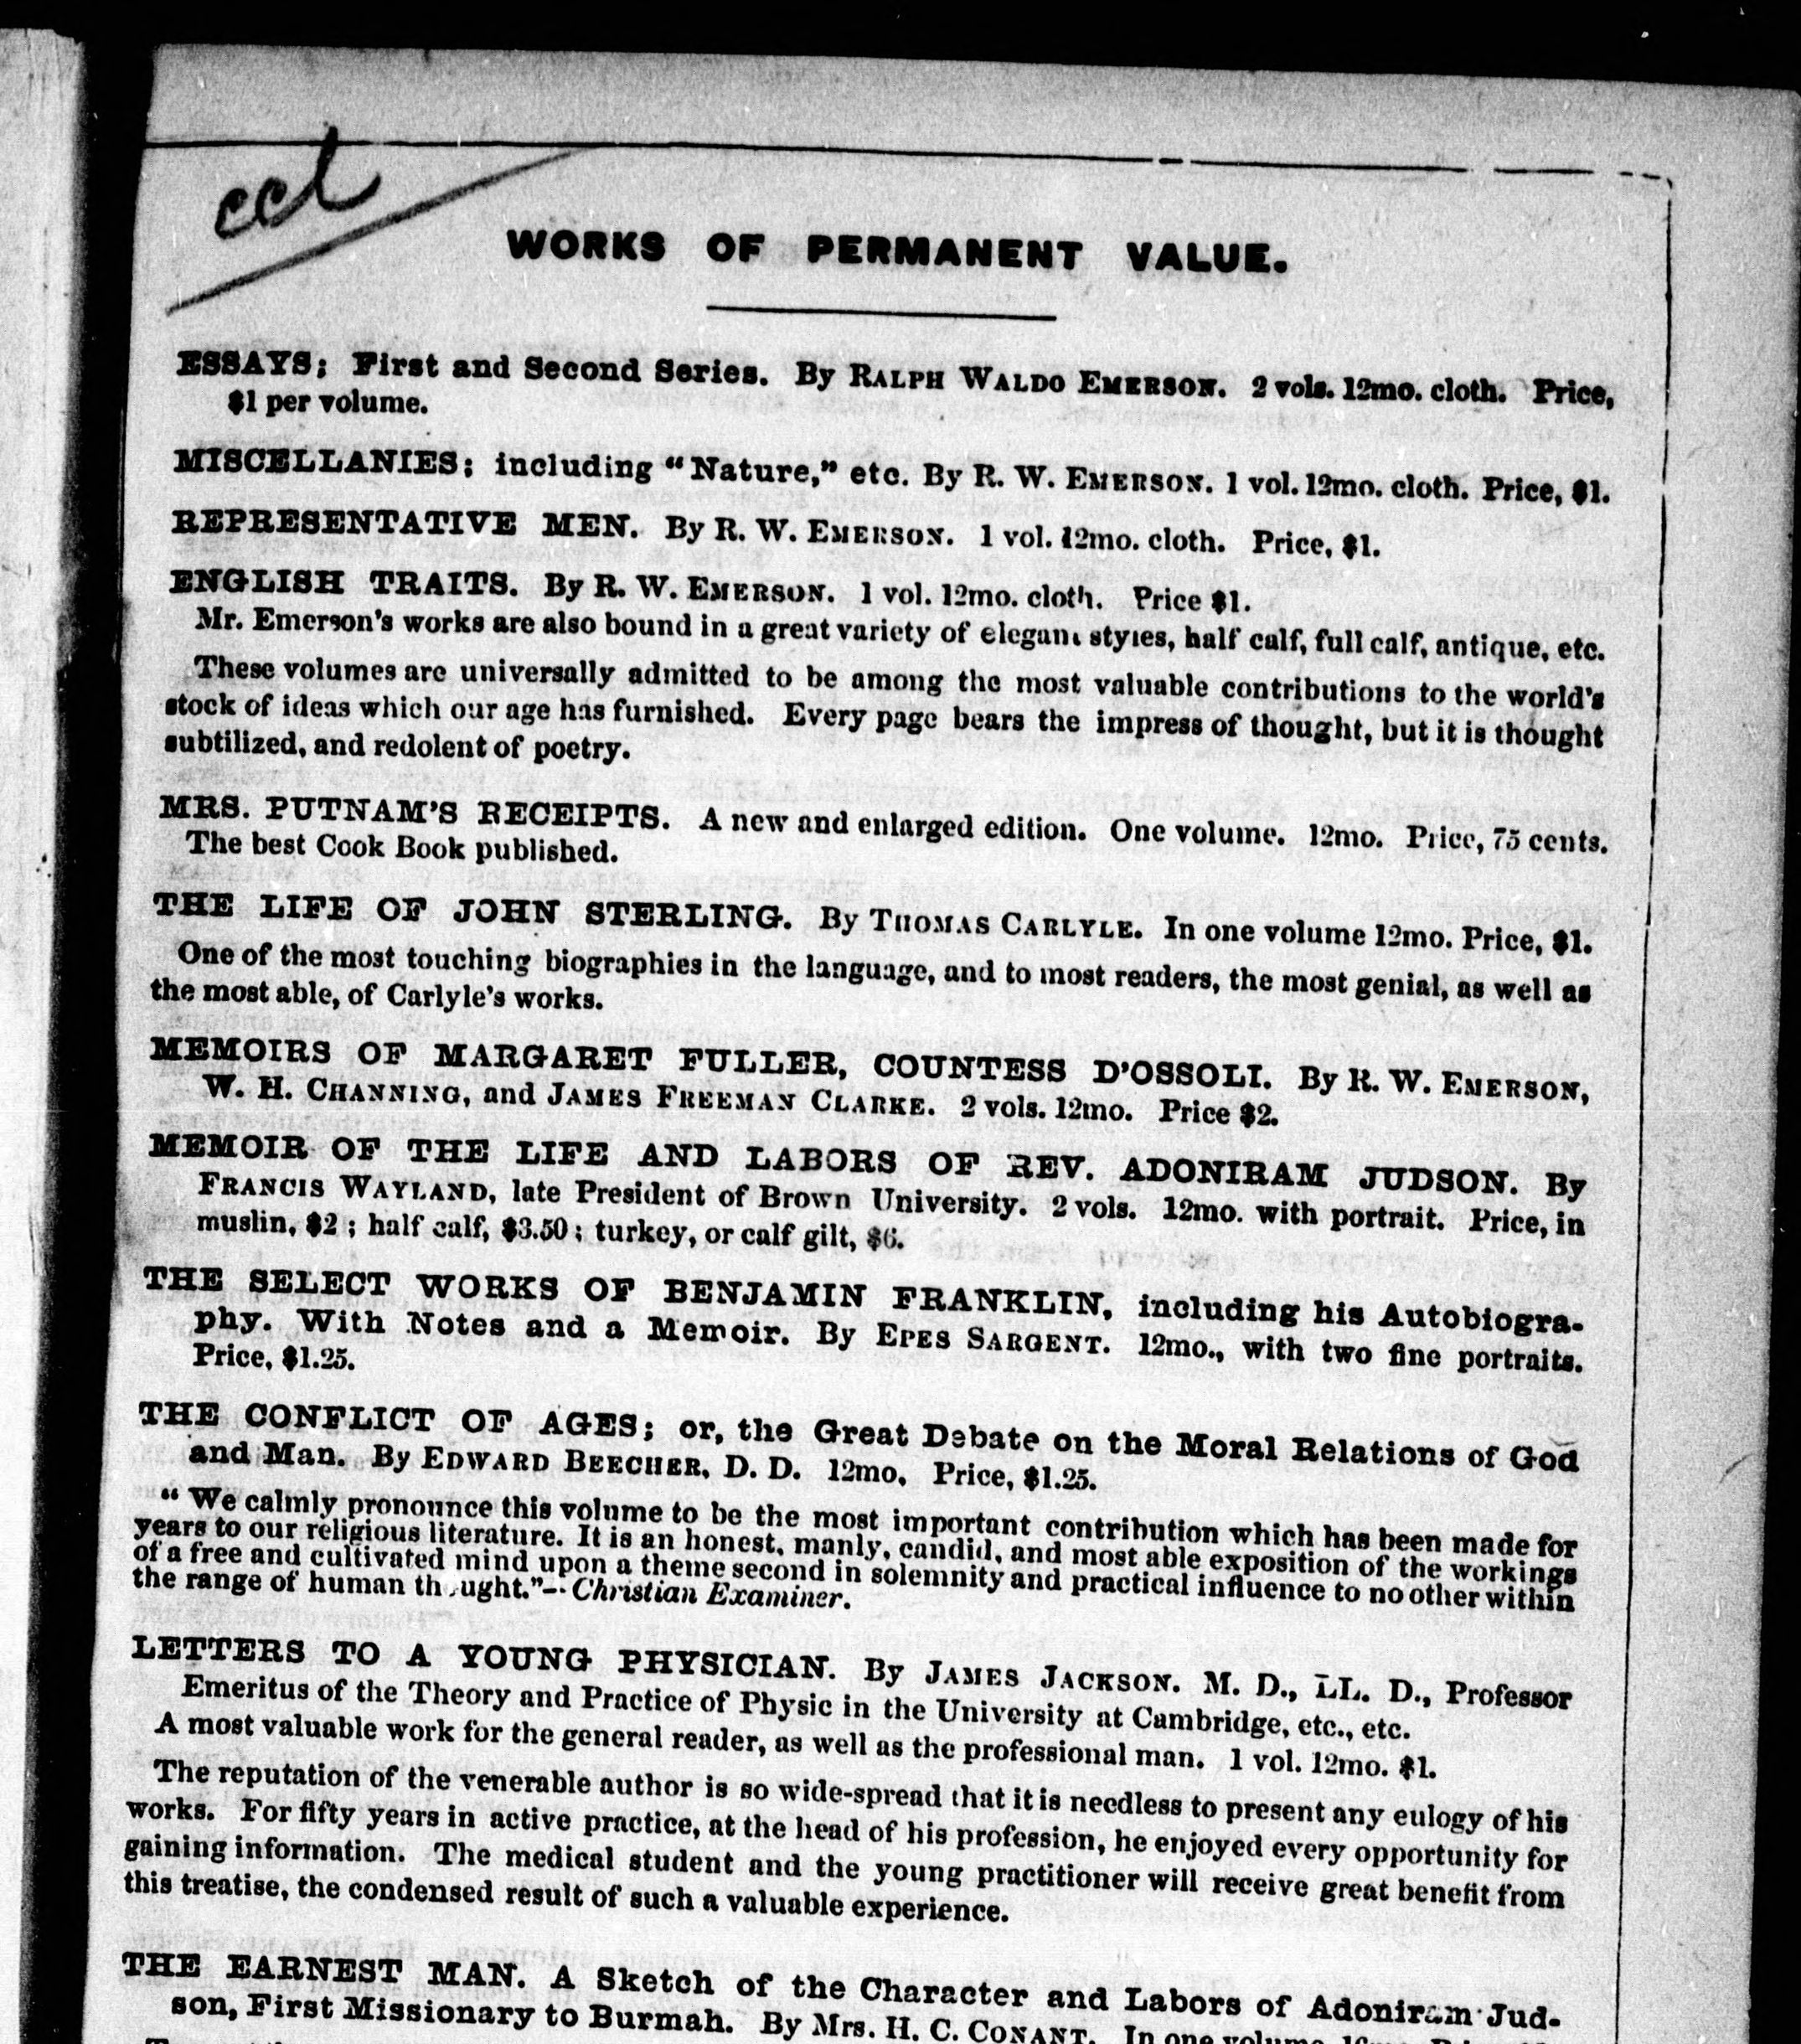 ccl
WORKS OF PERMANENT VALUE.
ESSAYS; First and Second Series. By RALPH WALDO EMERSON. 2 vols. 12mo. cloth. Price,
$1 per volume.
MISCELLANIES; including "Nature," etc. By R. W. EMERSON. 1 vol. 12mo. cloth. Price, $1.
REPRESENTATIVE MEN. By R. W. EMERSON. 1 vol. 12mo. cloth. Price, $1.
ENGLISH TRAITS. By R. W. EMERSON. 1 vol. 12mo. cloth. Price $1.
Mr. Emerson's works are also bound in a great variety of elegant styles, half calf, full calf, antique, etc.
These volumes are universally admitted to be among the most valuable contributions to the world's
stock of ideas which our age has furnished. Every page bears the impress of thought, but it is thought
subtilized, and redolent of poetry.
MRS. PUTNAM'S RECEIPTS. A new and enlarged edition. One volume. 12mo. Price, 75 cents.
The best Cook Book published.
THE LIFE OF JOHN STERLING. By THOMAS CARLYLE. In one volume 12mo. Price, $1.
One of the most touching biographies in the language, and to most readers, the most genial, as well as
the most able, of Carlyle's works.
MEMOIRS OF MARGARET FULLER, COUNTESS D'OSSOLI. By R. W. EMERSON,
W. H. CHANNING, and JAMES FREEMAN CLARKE. 2 vols. 12mo. Price $2.
MEMOIR OF THE LIFE AND LABORS OF REV. ADONIRAM JUDSON. By
FRANCIS WAYLAND, late President of Brown University. 2 vols. 12mo. with portrait. Price, in
muslin, $2; half calf, $3.50; turkey, or calf gilt, $6.
THE SELECT WORKS OF BENJAMIN FRANKLIN, including his Autobiogra-
phy. With Notes and a Memoir. By EPES SARGENT. 12mo., with two fine portraits.
Price, $1.25.
THE CONFLICT OF AGES; or, the Great Debate on the Moral Relations of God
and Man. By EDWARD BEECHER, D. D. 12mo. Price, $1.25.
"We calmly pronounce this volume to be the most important contribution which has been made for
years to our religious literature. It is an honest, manly, candid, and most able exposition of the workings
of a free and cultivated mind upon a theme second in solemnity and practical influence to no other within
the range of human th ught."—Christian Examiner.
LETTERS TO A YOUNG PHYSICIAN. By JAMES JACKSON. M. D., LL. D., Professor
Emeritus of the Theory and Practice of Physic in the University at Cambridge, etc., etc.
A most valuable work for the general reader, as well as the professional man. 1 vol. 12mo. $1.
The reputation of the venerable author is so wide-spread that it is needless to present any eulogy of his
works. For fifty years in active practice, at the head of his profession, he enjoyed every opportunity for
gaining information. The medical student and the young practitioner will receive great benefit from
this treatise, the condensed result of such a valuable experience.
THE EARNEST MAN. A Sketch of the Character and Labors of Adoniram Jud-
son, First Missionary to Burmah. By Mrs. H. C. CONANT. In one volume